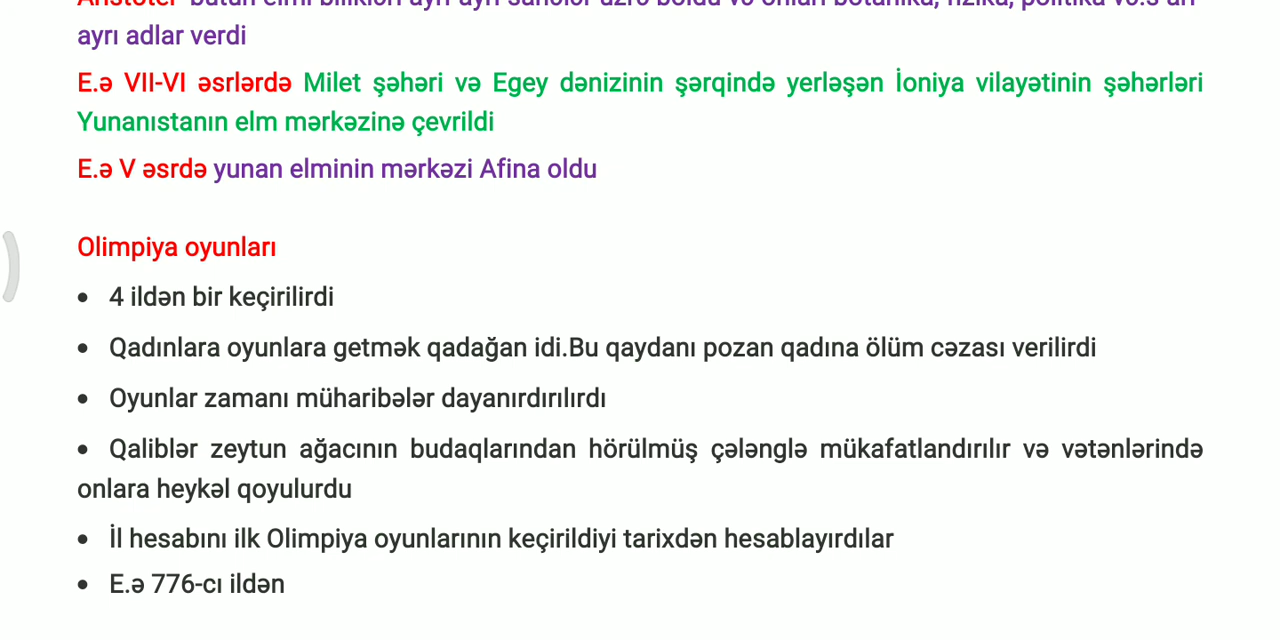 ayrı adlar verdi
E.ə VII-VI əsrlərdə Milet şəhəri və Egey dənizinin şərqində yerləşən İoniya vilayətinin şəhərləri
Yunanıstanın elm mərkəzinə çevrildi
E.ə V əsrdə yunan elminin mərkəzi Afina oldu
Olimpiya oyunları
• 4 ildən bir keçirilirdi
• Qadınlara oyunlara getmək qadağan idi.Bu qaydanı pozan qadına ölüm cəzası verilirdi
• Oyunlar zamanı müharibələr dayanırdırılırdı
• Qaliblər zeytun ağacının budaqlarından hörülmüş çələnglə mükafatlandırılır və vətənlərində
onlara heykəl qoyulurdu
• İl hesabını ilk Olimpiya oyunlarının keçirildiyi tarixdən hesablayırdılar
• E.ə 776-cı ildən